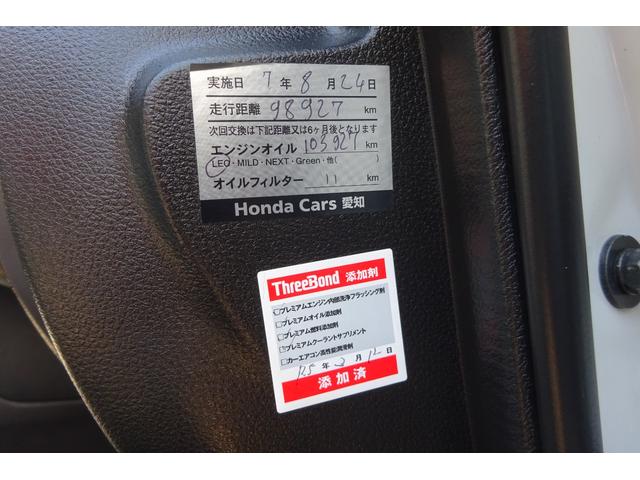 実施日 7年 8月 24日
走行距離 98927 km
次回交換は下記距離又は6ヶ月後となります
エンジンオイル 103927 km
LEO・MILD・NEXT・Green・他( )
オイルフィルター 〃 km
Honda Cars 愛知
ThreeBond 添加剤
プレミアムエンジン内部洗浄フラッシング剤
プレミアムオイル添加剤
プレミアム燃料添加剤
プレミアムクーラントサプリメント
カーエアコン高性能潤滑剤
年 月 12日
添加済